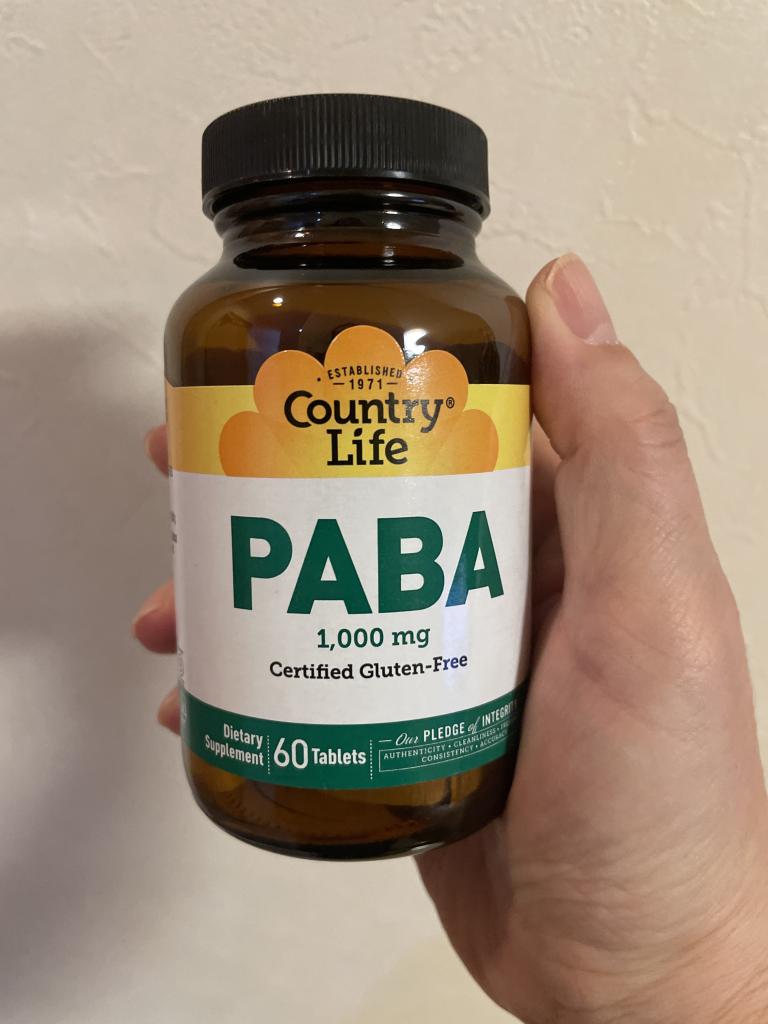 ESTABLISHED
1971
Country®
Life
PABA
1,000 mg
Certified Gluten-Free
Dietary
Supplement
60 Tablets
Our PLEDGE of
AUTHENTICITY • CLEANLINESS •
CONSISTENCY •